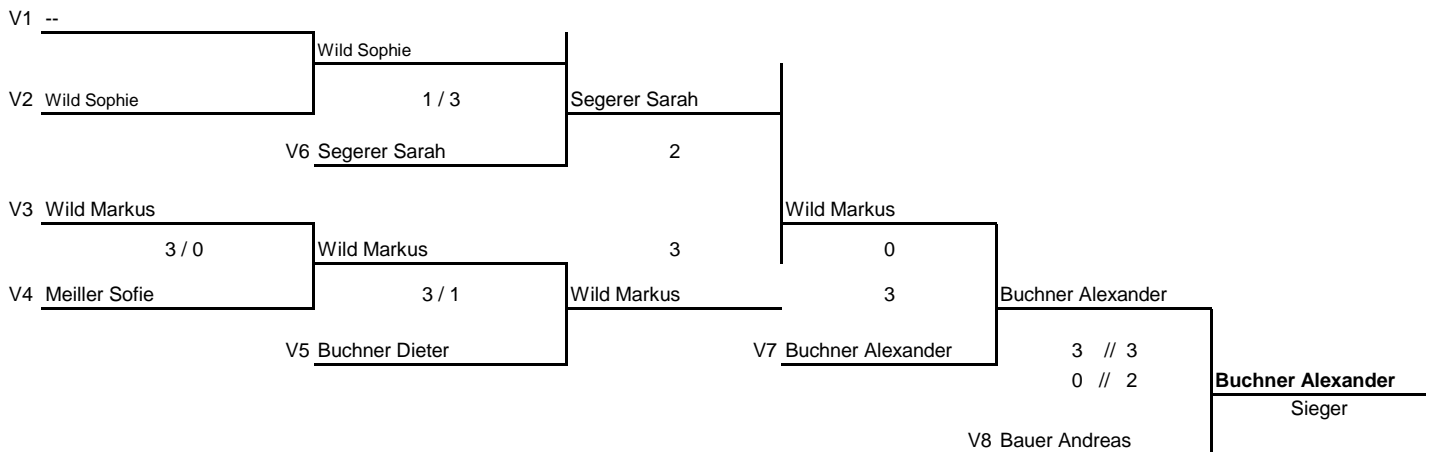 V1 --
Wild Sophie
V2 Wild Sophie 1 / 3 Segerer Sarah
V6 Segerer Sarah 2
V3 Wild Markus Wild Markus
3 / 0 Wild Markus 3 0
V4 Meiller Sofie 3 / 1 Wild Markus 3 Buchner Alexander
V5 Buchner Dieter V7 Buchner Alexander 3 // 3
0 // 2 Buchner Alexander
Sieger
V8 Bauer Andreas